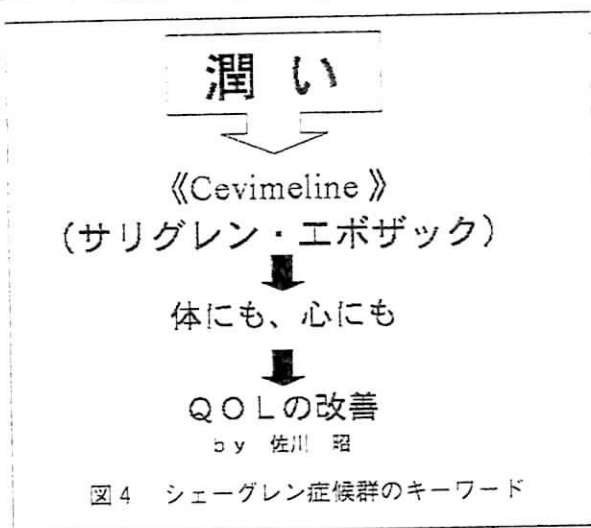 潤 い
《Cevimeline 》
(サリグレン・エボザック)
体にも、心にも
QOLの改善
by 佐川 昭
図4 シェーグレン症候群のキーワード